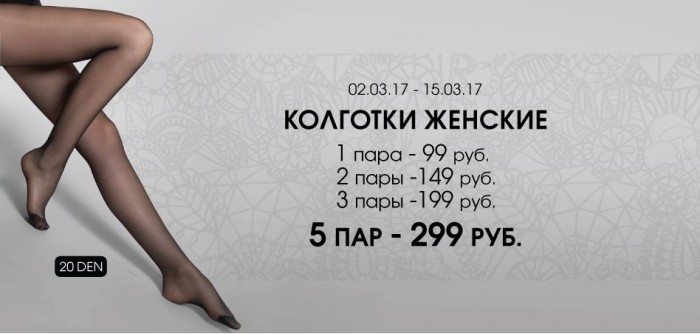 02.03.17 - 15.03.17
КОЛГОТКИ ЖЕНСКИЕ
1 пара - 99 руб.
2 пары -149 руб.
3 пары -199 руб.
5 ПАР - 299 РУБ.
20 DEN